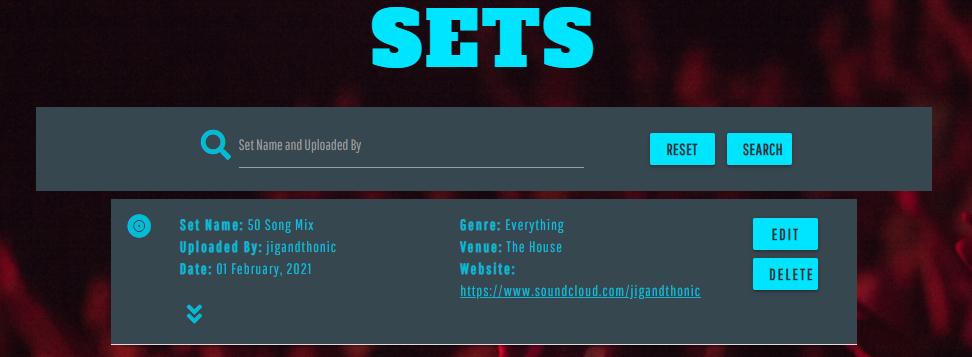 SETS
Set Name and Uploaded By
RESET
SEARCH
Set Name: 50 Song Mix
Uploaded By: jigandthonic
Date: 01 February, 2021
Genre: Everything
Venue: The House
Website:
https://www.soundcloud.com/jigandthonic
EDIT
DELETE